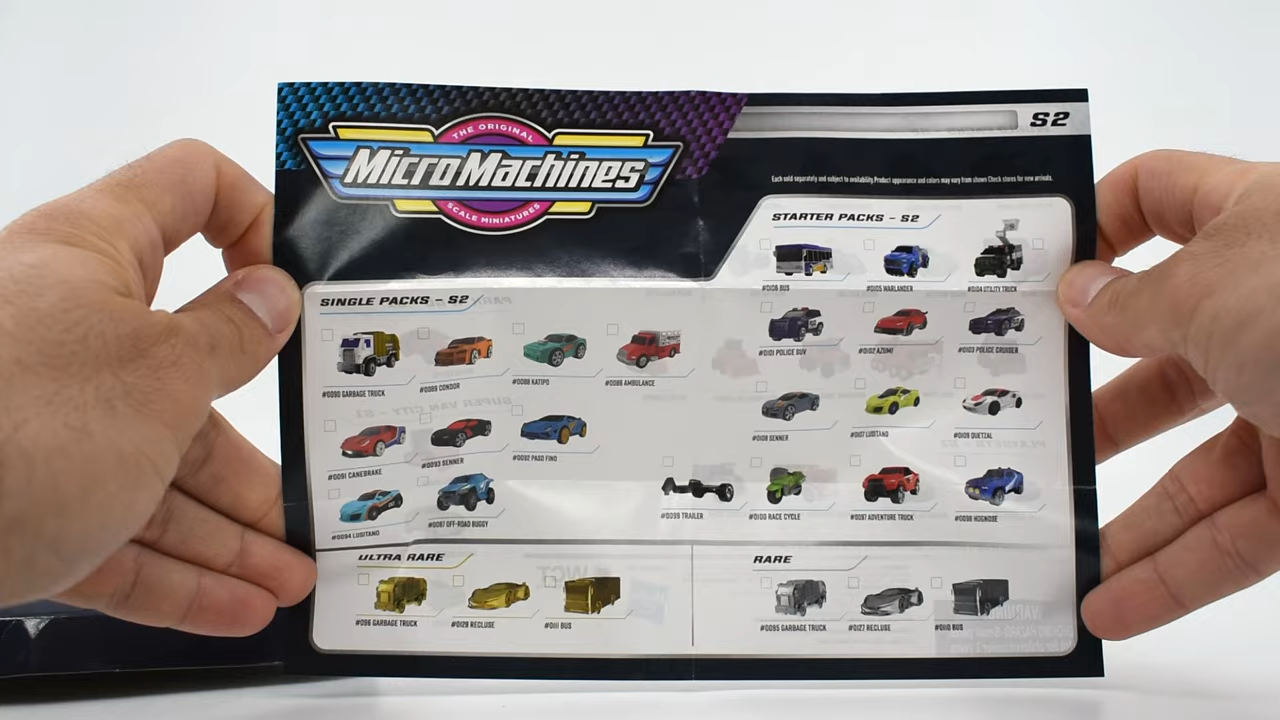 THE ORIGINAL
MicroMachines
SCALE MINIATURES
S2
Each sold separately and subject to availability. Product appearance and colors may vary from shown Check stores for new arrivals.
STARTER PACKS - S2
#0106 BUS
#0105 WARLANDER
#0104 UTILITY TRUCK
#0101 POLICE SUV
#0102 AZUMI
#0103 POLICE CRUISER
#0108 SENNER
#0107 LUSITANO
#0109 QUETZAL
#0099 TRAILER
#0100 RACE CYCLE
#0097 ADVENTURE TRUCK
#0098 HOGNOSE
SINGLE PACKS - S2
#0090 GARBAGE TRUCK
#0089 CONDOR
#0088 KATIPO
#0086 AMBULANCE
#0091 CANEBRAKE
#0093 SENNER
#0092 PASO FINO
#0094 LUSITANO
#0087 OFF-ROAD BUGGY
ULTRA RARE
#096 GARBAGE TRUCK
#0129 RECLUSE
#0111 BUS
RARE
#0095 GARBAGE TRUCK
#0127 RECLUSE
#0110 BUS